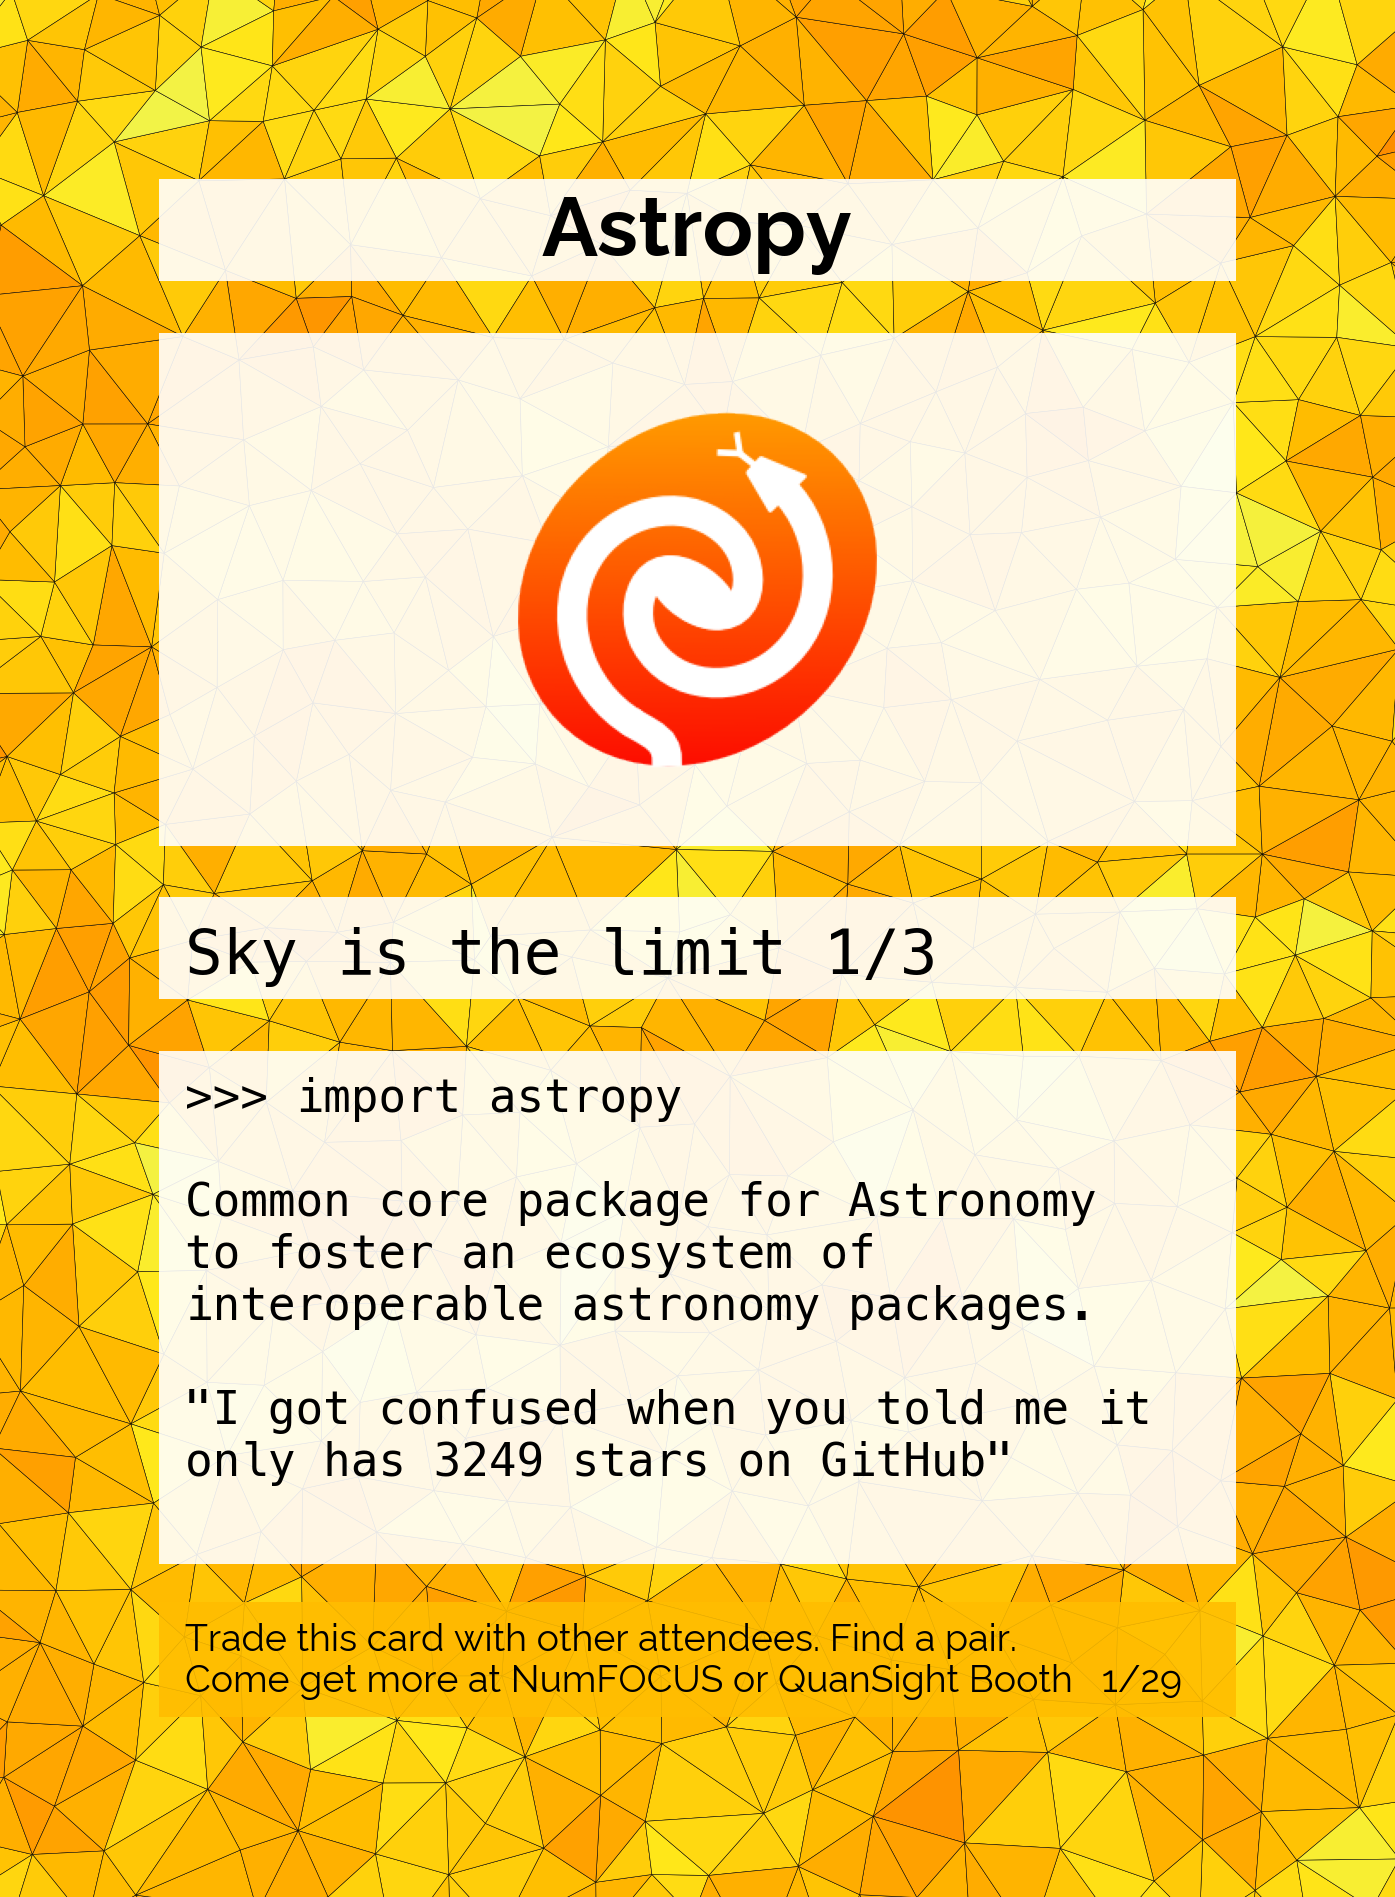 Astropy
Sky is the limit 1/3
>>> import astropy
Common core package for Astronomy
to foster an ecosystem of
interoperable astronomy packages.
"I got confused when you told me it
only has 3249 stars on GitHub"
Trade this card with other attendees. Find a pair.
Come get more at NumFOCUS or QuanSight Booth 1/29